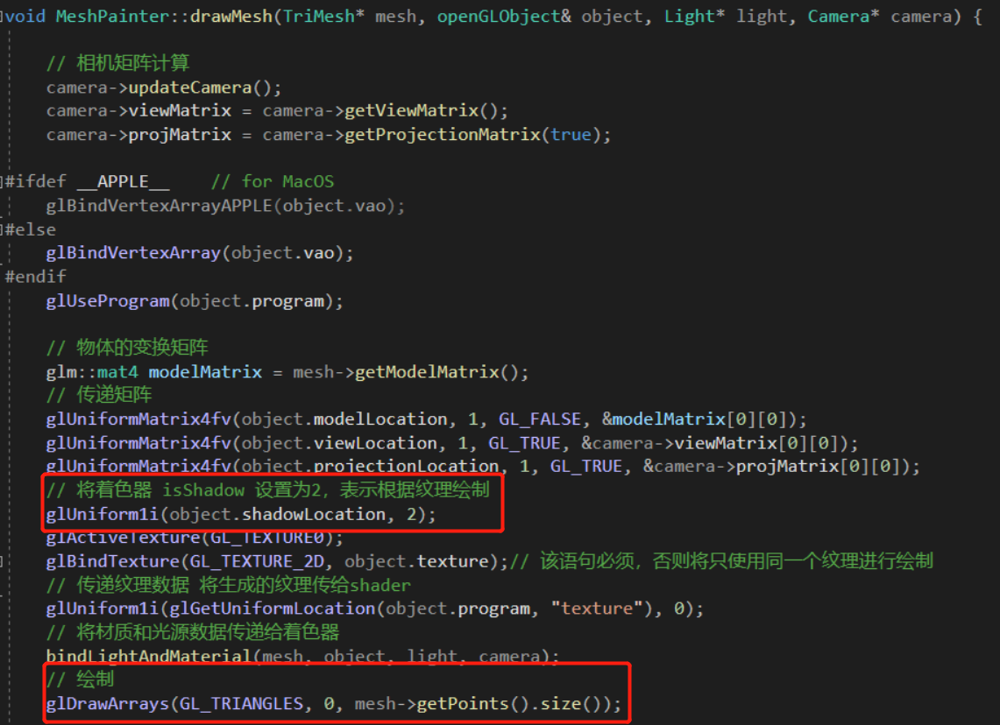 void MeshPainter::drawMesh(TriMesh* mesh, openGLObject& object, Light* light, Camera* camera) {
// 相机矩阵计算
camera->updateCamera();
camera->viewMatrix = camera->getViewMatrix();
camera->projMatrix = camera->getProjectionMatrix(true);
#ifdef __APPLE__    // for MacOS
glBindVertexArrayAPPLE(object.vao);
#else
glBindVertexArray(object.vao);
#endif
glUseProgram(object.program);
// 物体的变换矩阵
glm::mat4 modelMatrix = mesh->getModelMatrix();
// 传递矩阵
glUniformMatrix4fv(object.modelLocation, 1, GL_FALSE, &modelMatrix[0][0]);
glUniformMatrix4fv(object.viewLocation, 1, GL_TRUE, &camera->viewMatrix[0][0]);
glUniformMatrix4fv(object.projectionLocation, 1, GL_TRUE, &camera->projMatrix[0][0]);
// 将着色器 isShadow 设置为2，表示根据纹理绘制
glUniform1i(object.shadowLocation, 2);
glActiveTexture(GL_TEXTURE0);
glBindTexture(GL_TEXTURE_2D, object.texture);// 该语句必须，否则将只使用同一个纹理进行绘制
// 传递纹理数据 将生成的纹理传给shader
glUniform1i(glGetUniformLocation(object.program, "texture"), 0);
// 将材质和光源数据传递给着色器
bindLightAndMaterial(mesh, object, light, camera);
// 绘制
glDrawArrays(GL_TRIANGLES, 0, mesh->getPoints().size());